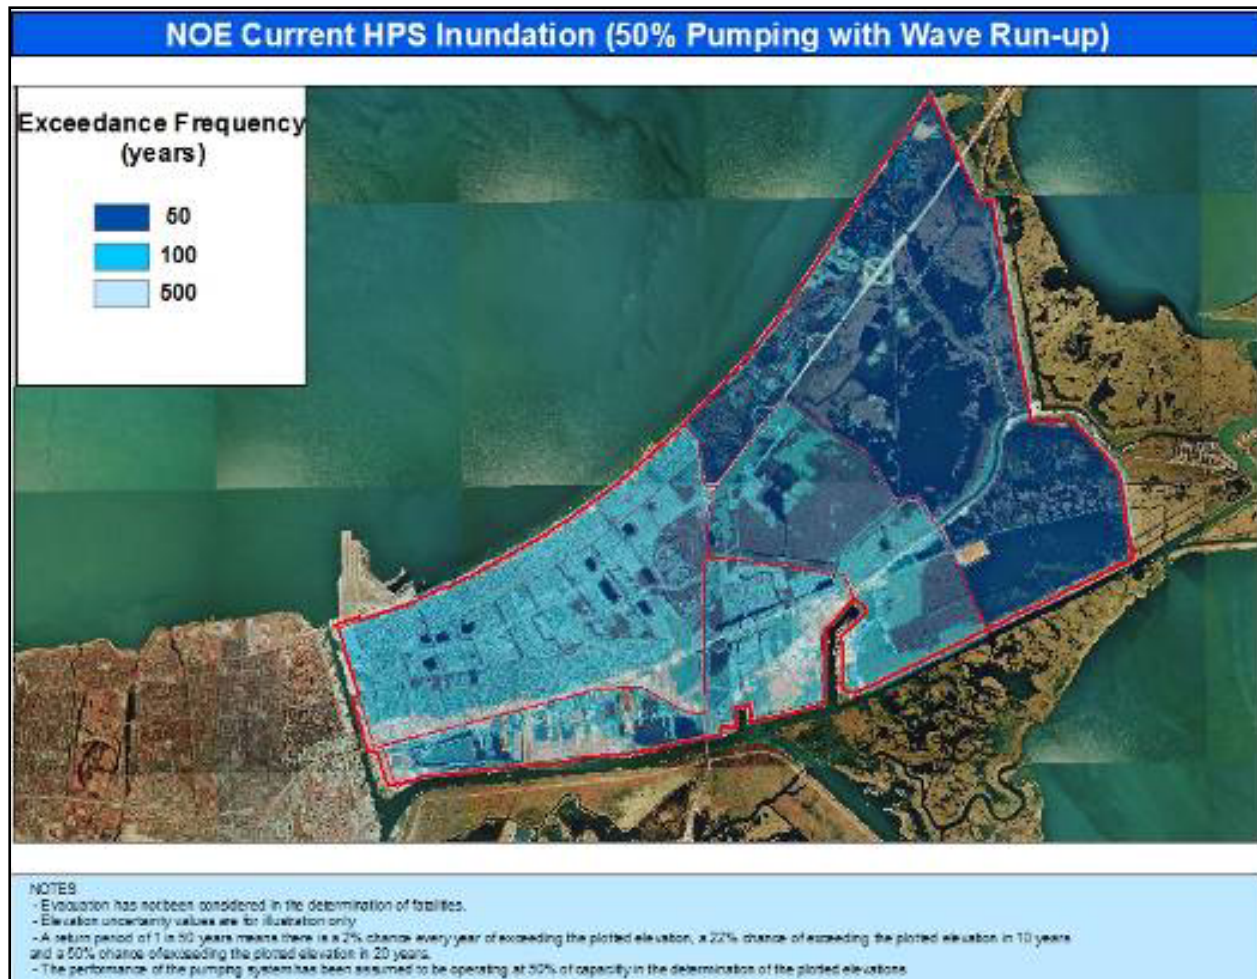 NOE Current HPS Inundation (50% Pumping with Wave Run-up)
Exceedance Frequency
(years)
50
100
500
NOTES
- Evacuation has not been considered in the determination of fatalities.
- Elevation uncertainty values are for illustration only
- A return period of 1 in 50 years means there is a 2% chance every year of exceeding the plotted elevation, a 22% chance of exceeding the plotted elevation in 10 years
and a 50% chance of exceeding the plotted elevation in 20 years.
- The performance of the pumping system has been assumed to be operating at 50% of capacity in the determination of the plotted elevations